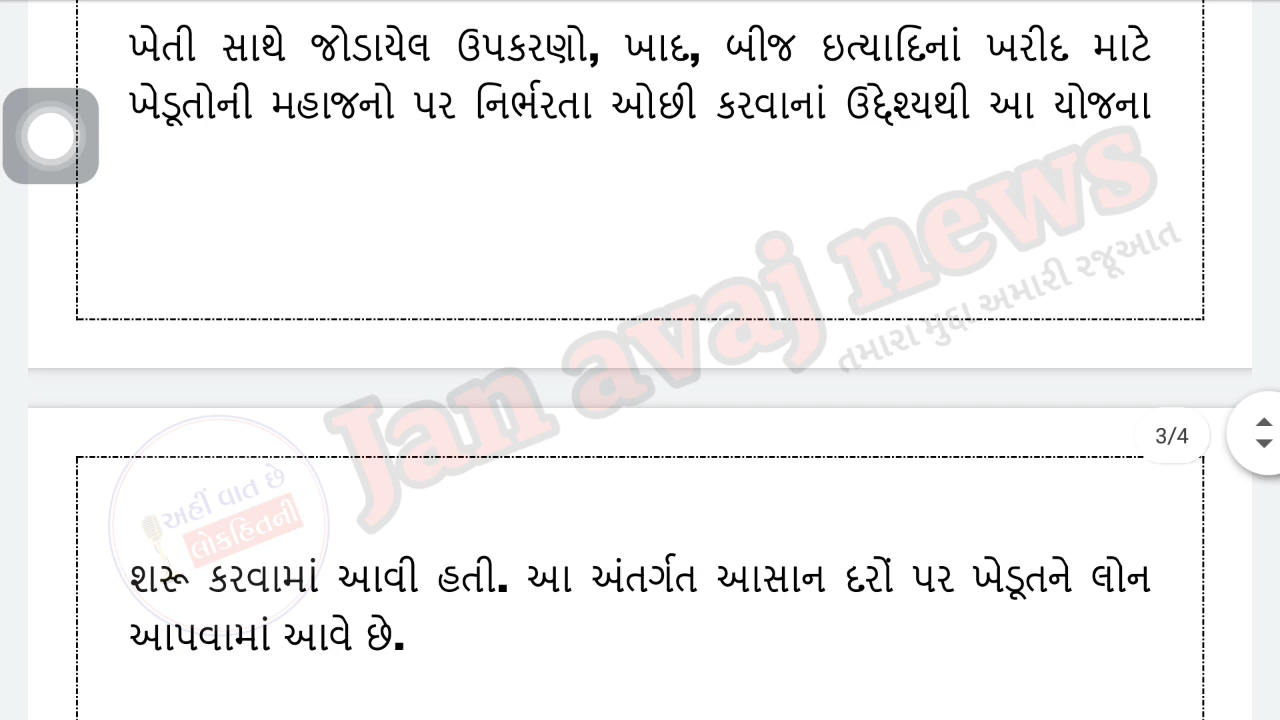 ખેતી સાથે જોડાયેલ ઉપકરણો, ખાદ, બીજ ઇત્યાદિનાં ખરીદ માટે
ખેડૂતોની મહાજનો પર નિર્ભરતા ઓછી કરવાનાં ઉદ્દેશ્યથી આ યોજના
Jan avaj news
તમારા મુદ્દા અમારી રજૂઆત
3/4
અહીં વાત છે
લોકહિતની
શરૂ કરવામાં આવી હતી. આ અંતર્ગત આસાન દરોં પર ખેડૂતને લોન
આપવામાં આવે છે.